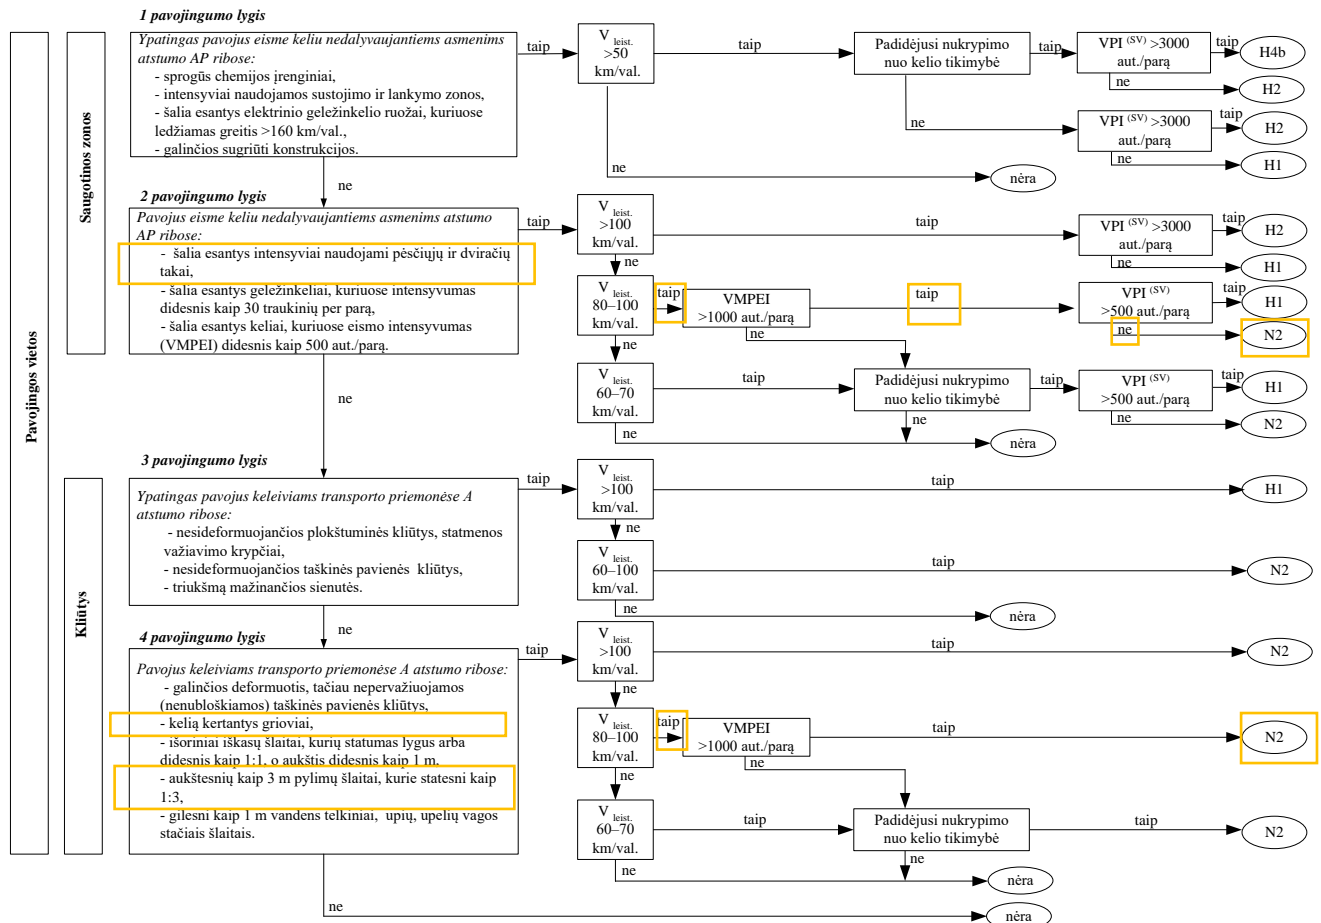 1 pavojingumo lygis
Pavojingos vietos
Saugotinos zonos
Ypatingas pavojus eisme keliu nedalyvaujantiems asmenims
atstumo AP ribose:
- sprogūs chemijos įrenginiai,
- intensyviai naudojamos sustojimo ir lankymo zonos,
- šalia esantys elektrinio geležinkelio ruožai, kuriuose
ledžiamas greitis >160 km/val.,
- galinčios sugriūti konstrukcijos.
taip
V leist.
>50
km/val.
taip
Padidėjusi nukrypimo
nuo kelio tikimybė
taip
VPI (SV) >3000
aut./parą
taip
H4b
ne
H2
ne
VPI (SV) >3000
aut./parą
taip
H2
ne
H1
ne
nėra
ne
2 pavojingumo lygis
Pavojus eisme keliu nedalyvaujantiems asmenims atstumo
AP ribose:
- šalia esantys intensyviai naudojami pėsčiųjų ir dviračių
takai,
- šalia esantys geležinkeliai, kuriuose intensyvumas
didesnis kaip 30 traukinių per parą,
- šalia esantys keliai, kuriuose eismo intensyvumas
(VMPEI) didesnis kaip 500 aut./parą.
taip
V leist.
>100
km/val.
taip
VPI (SV) >3000
aut./parą
taip
H2
ne
H1
ne
V leist.
80–100
km/val.
taip
VMPEI
>1000 aut./parą
taip
VPI (SV)
>500 aut./parą
taip
H1
ne
N2
ne
ne
V leist.
60–70
km/val.
taip
Padidėjusi nukrypimo
nuo kelio tikimybė
taip
VPI (SV)
>500 aut./parą
taip
H1
ne
N2
ne
ne
nėra
ne
3 pavojingumo lygis
Kliūtys
Ypatingas pavojus keleiviams transporto priemonėse A
atstumo ribose:
- nesideformuojančios plokštuminės kliūtys, statmenos
važiavimo krypčiai,
- nesideformuojančios taškinės pavienės kliūtys,
- triukšmą mažinančios sienutės.
taip
V leist.
>100
km/val.
taip
H1
ne
V leist.
60–100
km/val.
taip
N2
ne
nėra
ne
4 pavojingumo lygis
Pavojus keleiviams transporto priemonėse A atstumo ribose:
- galinčios deformuotis, tačiau nepervažiuojamos
(nenubloškiamos) taškinės pavienės kliūtys,
- kelią kertantys grioviai,
- išoriniai iškasų šlaitai, kurių statumas lygus arba
didesnis kaip 1:1, o aukštis didesnis kaip 1 m,
- aukštesnių kaip 3 m pylimų šlaitai, kurie statesni kaip
1:3,
- gilesni kaip 1 m vandens telkiniai, upių, upelių vagos
stačiais šlaitais.
taip
V leist.
>100
km/val.
taip
N2
ne
V leist.
80–100
km/val.
taip
VMPEI
>1000 aut./parą
taip
N2
ne
ne
V leist.
60–70
km/val.
taip
Padidėjusi nukrypimo
nuo kelio tikimybė
taip
N2
ne
ne
nėra
ne
nėra